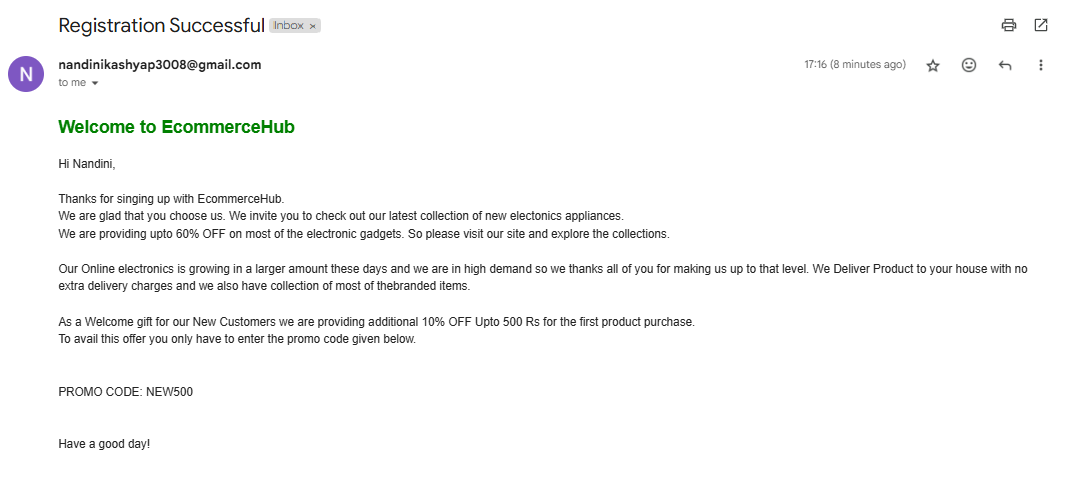 Registration Successful Inbox x
N
nandinikashyap3008@gmail.com 17:16 (8 minutes ago)
to me
Welcome to EcommerceHub
Hi Nandini,
Thanks for singing up with EcommerceHub.
We are glad that you choose us. We invite you to check out our latest collection of new electonics appliances.
We are providing upto 60% OFF on most of the electronic gadgets. So please visit our site and explore the collections.
Our Online electronics is growing in a larger amount these days and we are in high demand so we thanks all of you for making us up to that level. We Deliver Product to your house with no
extra delivery charges and we also have collection of most of thebranded items.
As a Welcome gift for our New Customers we are providing additional 10% OFF Upto 500 Rs for the first product purchase.
To avail this offer you only have to enter the promo code given below.
PROMO CODE: NEW500
Have a good day!